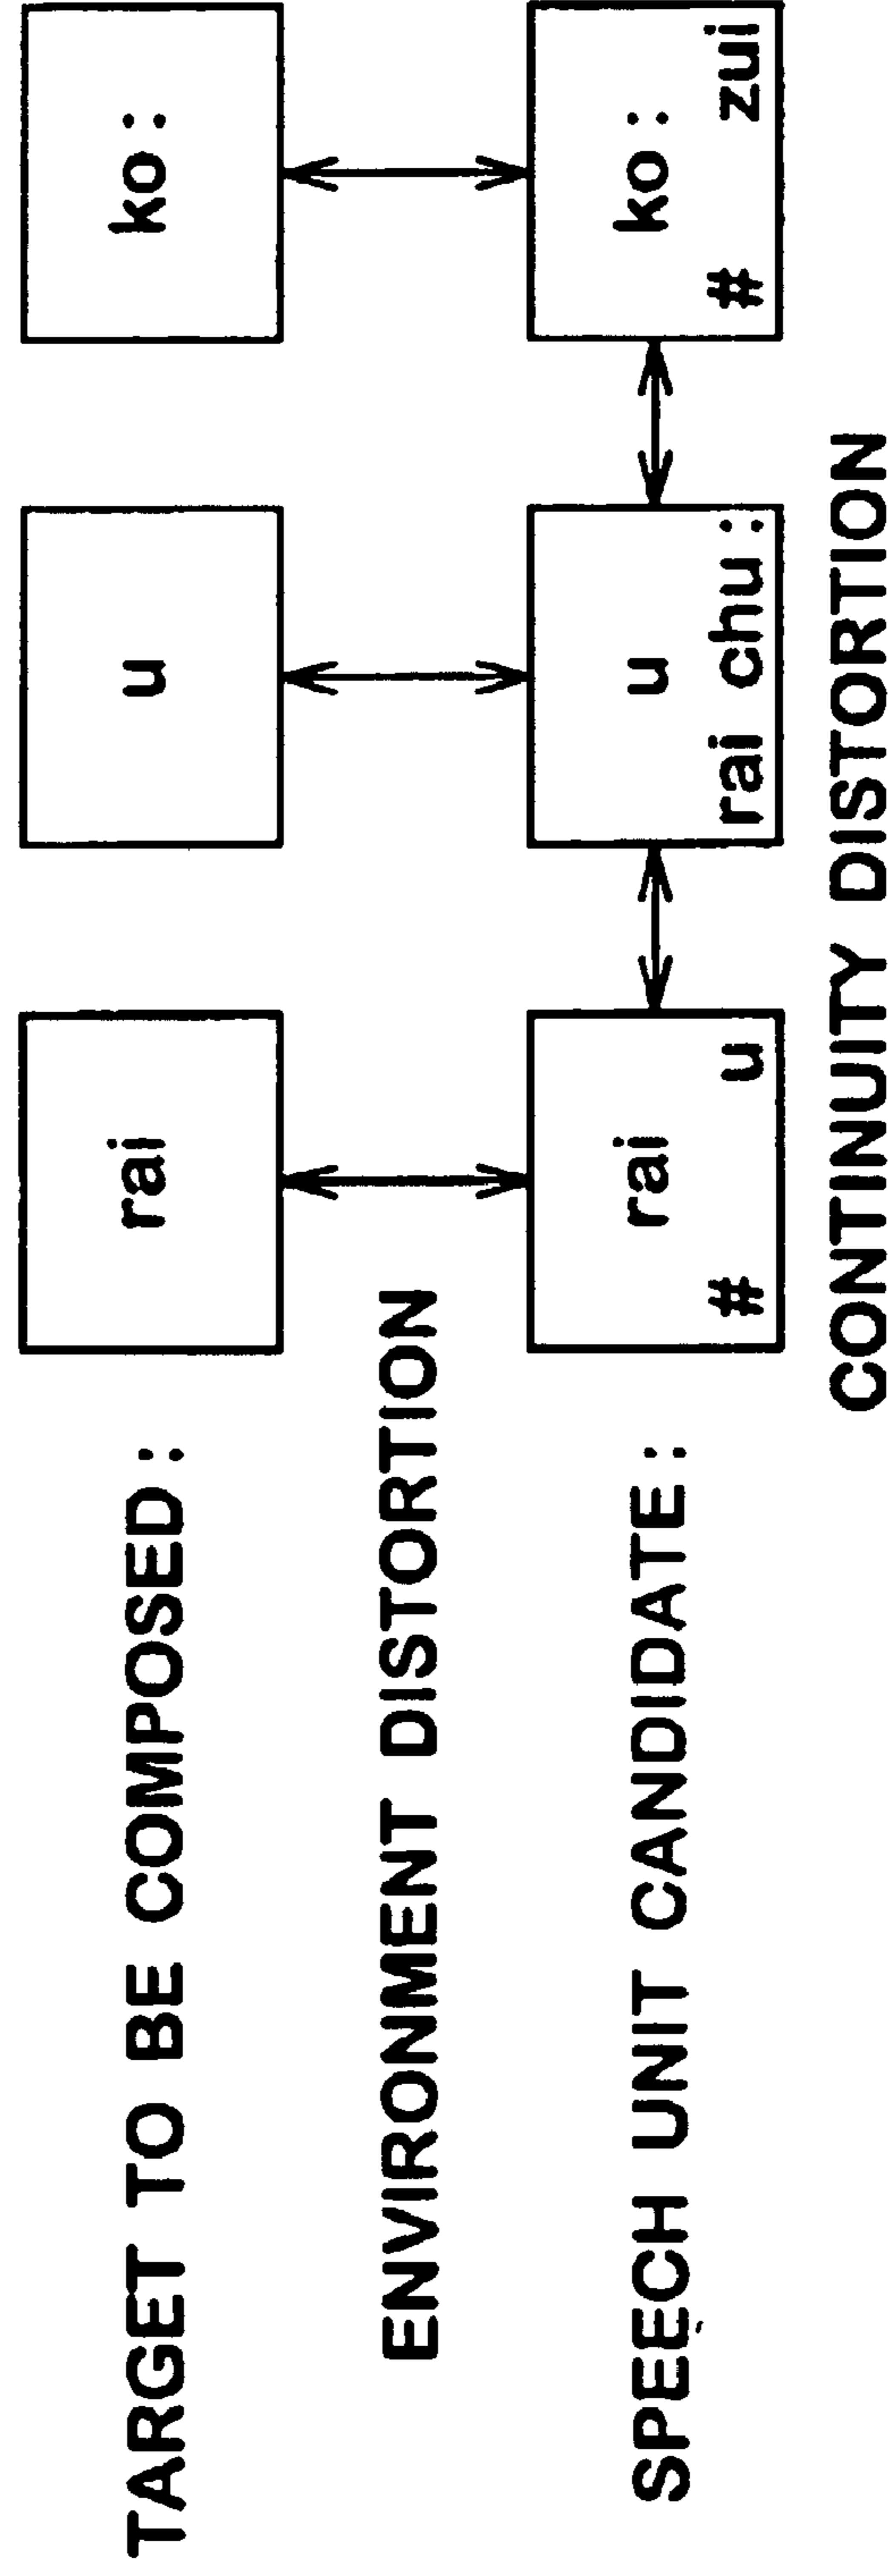 TARGET TO BE COMPOSED: rai u ko:
ENVIRONMENT DISTORTION
SPEECH UNIT CANDIDATE: rai u ko:
# u rai chu: # zui
CONTINUITY DISTORTION